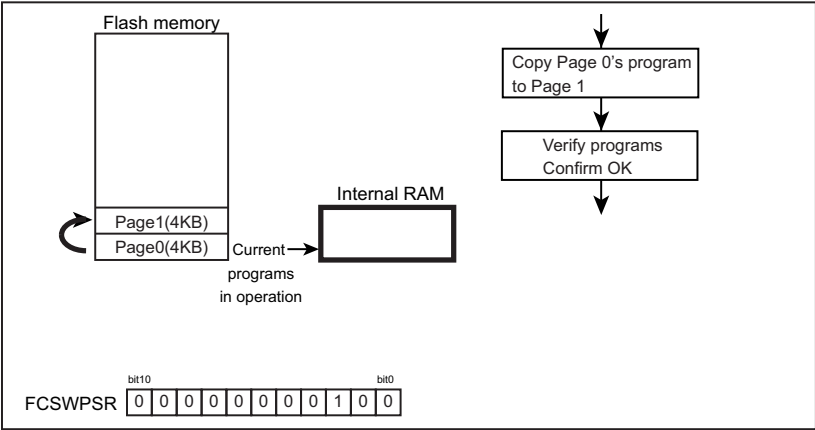 Flash memory
Copy Page 0's program
to Page 1
Verify programs
Confirm OK
Internal RAM
Page1(4KB)
Page0(4KB)
Current
programs
in operation
bit10 bit0
FCSWPSR 0 0 0 0 0 0 0 0 1 0 0